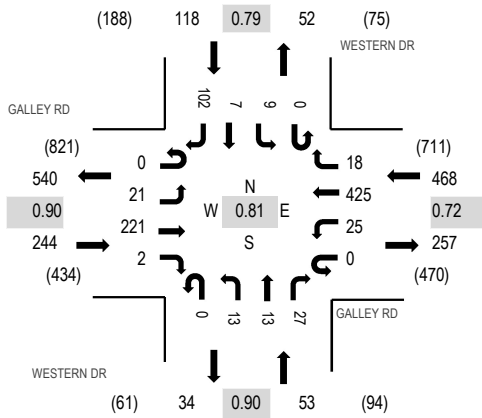 (188) 118 0.79 52 (75)
WESTERN DR
GALLEY RD
102 7 9 0
(821) (711)
0 18
540 468
21 N 425
0.90 W 0.81 E 0.72
221 S 25
244 257
2 0
(434) (470)
0 13 13 27
GALLEY RD
WESTERN DR
(61) 34 0.90 53 (94)